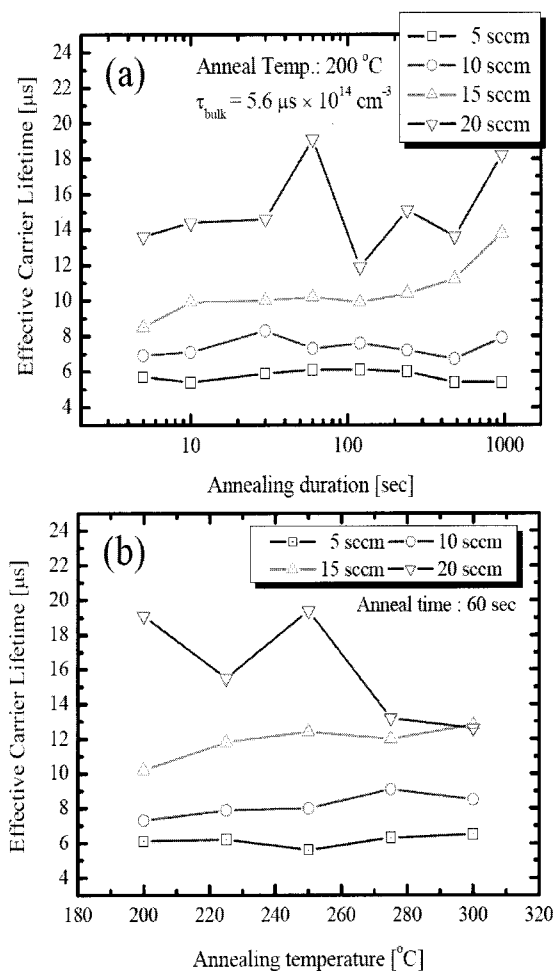 24
22
20
18
16
14
12
10
8
6
4
Effective Carrier Lifetime [μs]
(a)
Anneal Temp.: 200 °C
τbulk = 5.6 μs × 10^14 cm^-3
5 sccm
10 sccm
15 sccm
20 sccm
10 100 1000
Annealing duration [sec]
24
22
20
18
16
14
12
10
8
6
4
Effective Carrier Lifetime [μs]
(b)
5 sccm 10 sccm
15 sccm 20 sccm
Anneal time : 60 sec
180 200 220 240 260 280 300 320
Annealing temperature [°C]